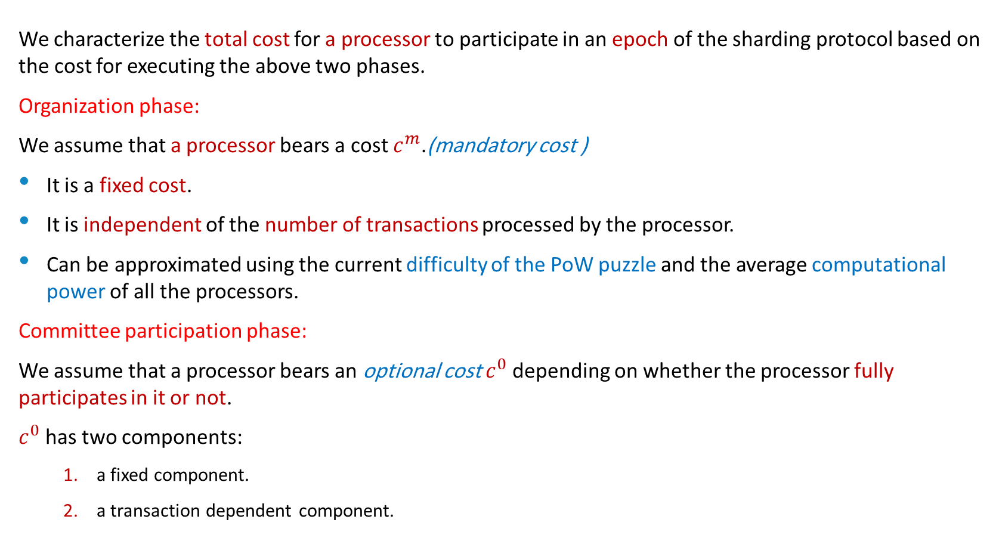 We characterize the total cost for a processor to participate in an epoch of the sharding protocol based on
the cost for executing the above two phases.
Organization phase:
We assume that a processor bears a cost c^m.(mandatory cost )
• It is a fixed cost.
• It is independent of the number of transactions processed by the processor.
• Can be approximated using the current difficulty of the PoW puzzle and the average computational
power of all the processors.
Committee participation phase:
We assume that a processor bears an optional cost c^0 depending on whether the processor fully
participates in it or not.
c^0 has two components:
1. a fixed component.
2. a transaction dependent component.